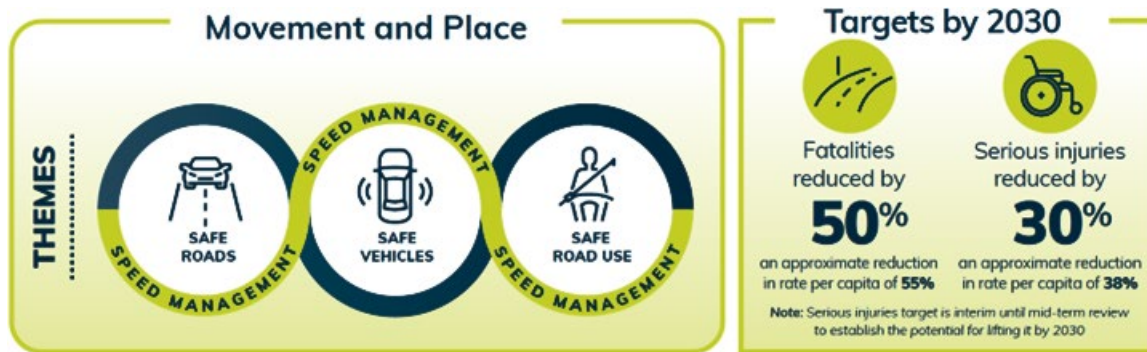 Movement and Place
THEMES
SAFE
ROADS
SPEED MANAGEMENT
SAFE
VEHICLES
SPEED MANAGEMENT
SAFE
ROAD USE
SPEED MANAGEMENT
Targets by 2030
Fatalities
reduced by
50%
an approximate reduction
in rate per capita of 55%
Serious injuries
reduced by
30%
an approximate reduction
in rate per capita of 38%
Note: Serious injuries target is interim until mid-term review
to establish the potential for lifting it by 2030